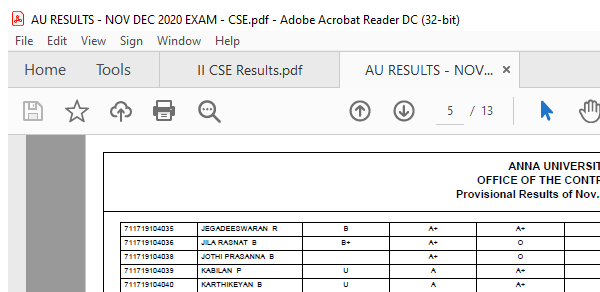 AU RESULTS - NOV DEC 2020 EXAM - CSE.pdf - Adobe Acrobat Reader DC (32-bit)
File Edit View Sign Window Help
Home Tools II CSE Results.pdf AU RESULTS - NOV... ×
5 / 13
ANNA UNIVERSIT
OFFICE OF THE CONTR
Provisional Results of Nov.
711719104035 JEGADEESWARAN R B A+ A+
711719104036 JILA RASNAT B B+ A+ O
711719104038 JOTHI PRASANNA B A+ O
711719104039 KABILAN P U A A+
711719104040 KARTHIKEYAN B U A A+